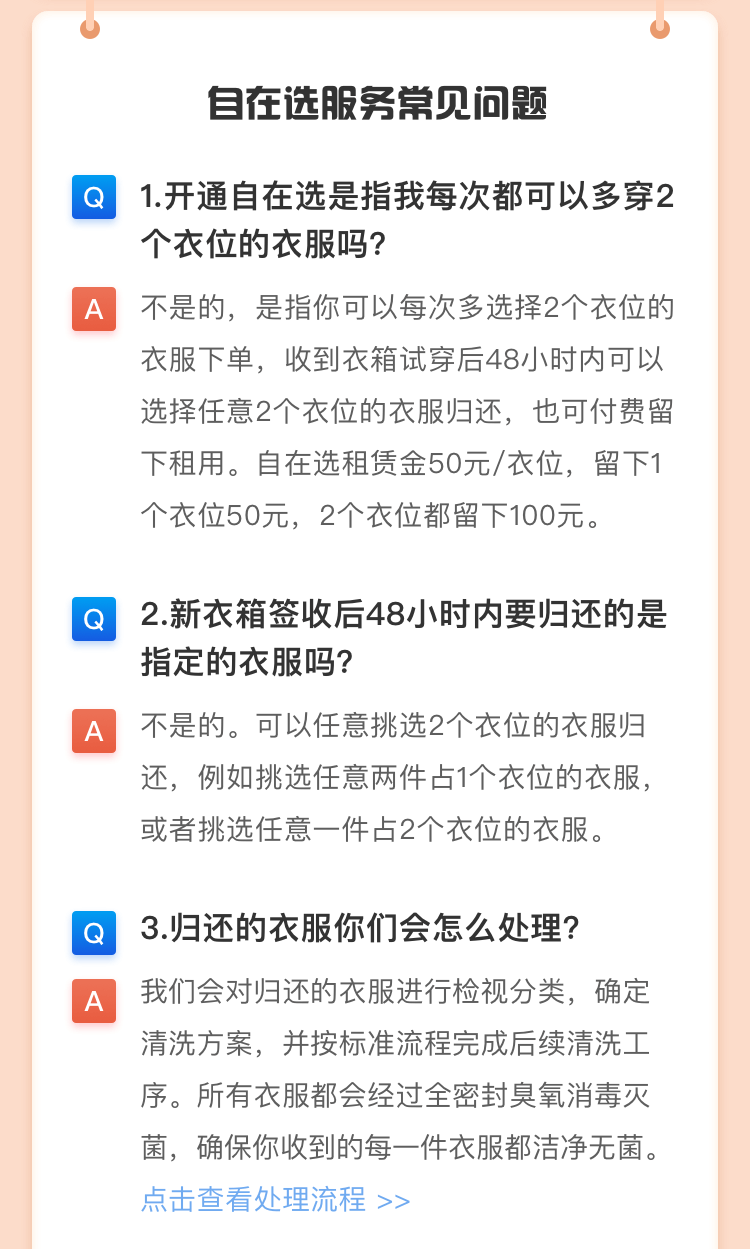 自在选服务常见问题
Q
1.开通自在选是指我每次都可以多穿2
个衣位的衣服吗?
A
不是的，是指你可以每次多选择2个衣位的
衣服下单，收到衣箱试穿后48小时内可以
选择任意2个衣位的衣服归还，也可付费留
下租用。自在选租赁金50元/衣位，留下1
个衣位50元，2个衣位都留下100元。
Q
2.新衣箱签收后48小时内要归还的是
指定的衣服吗?
A
不是的。可以任意挑选2个衣位的衣服归
还，例如挑选任意两件占1个衣位的衣服，
或者挑选任意一件占2个衣位的衣服。
Q
3.归还的衣服你们会怎么处理?
A
我们会对归还的衣服进行检视分类，确定
清洗方案，并按标准流程完成后续清洗工
序。所有衣服都会经过全密封臭氧消毒灭
菌，确保你收到的每一件衣服都洁净无菌。
点击查看处理流程 >>